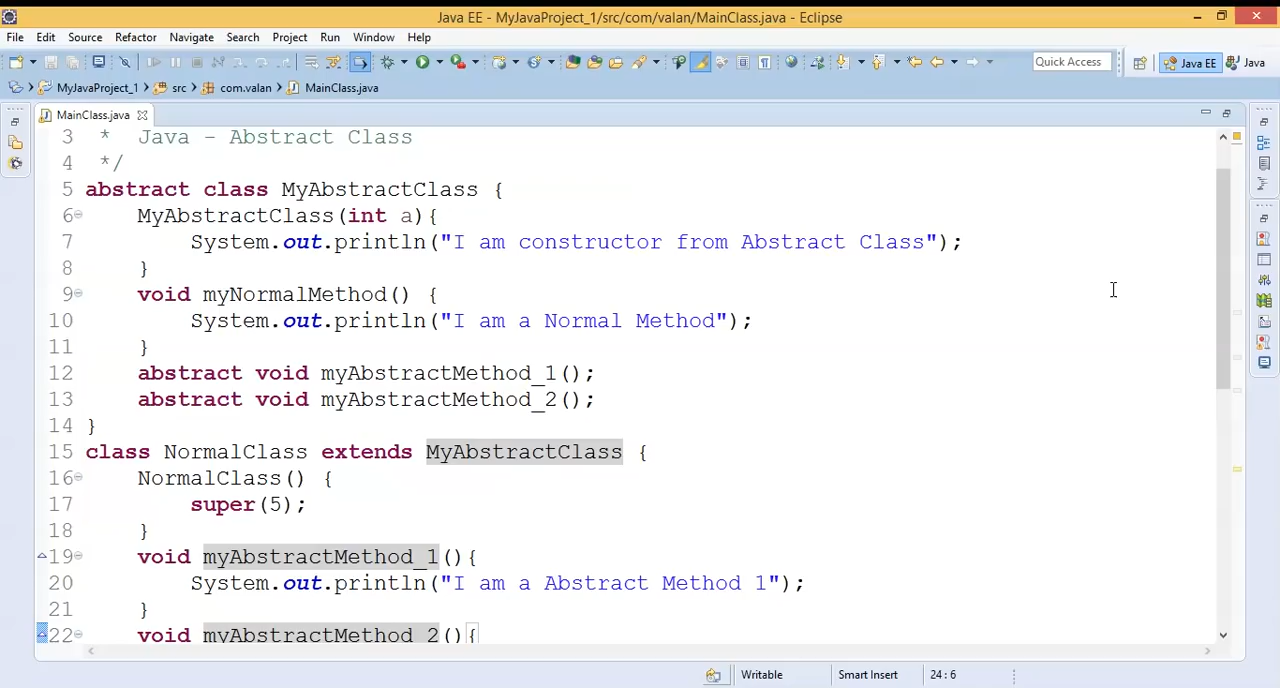 Java EE - MyJavaProject_1/src/com/valan/MainClass.java - Eclipse
File Edit Source Refactor Navigate Search Project Run Window Help
Quick Access Java EE Java
MyJavaProject_1 src com.valan MainClass.java
MainClass.java
3 * Java - Abstract Class
4 */
5 abstract class MyAbstractClass {
6 MyAbstractClass(int a){
7 System.out.println("I am constructor from Abstract Class");
8 }
9 void myNormalMethod() {
10 System.out.println("I am a Normal Method");
11 }
12 abstract void myAbstractMethod_1();
13 abstract void myAbstractMethod_2();
14 }
15 class NormalClass extends MyAbstractClass {
16 NormalClass() {
17 super(5);
18 }
19 void myAbstractMethod_1(){
20 System.out.println("I am a Abstract Method 1");
21 }
22 void myAbstractMethod_2(){
Writable Smart Insert 24 : 6